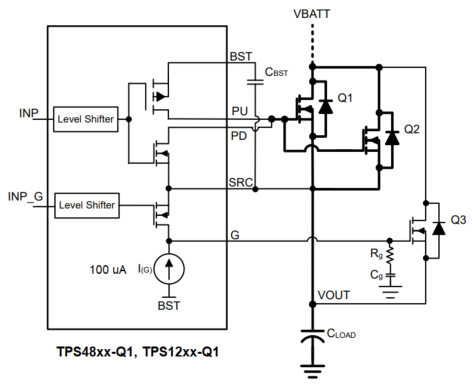 VBATT
BST
C_BST
INP
Level Shifter
PU
Q1
PD
Q2
INP_G
Level Shifter
SRC
G
Q3
100 uA
I(G)
Rg
Cg
BST
VOUT
CLOAD
TPS48xx-Q1, TPS12xx-Q1